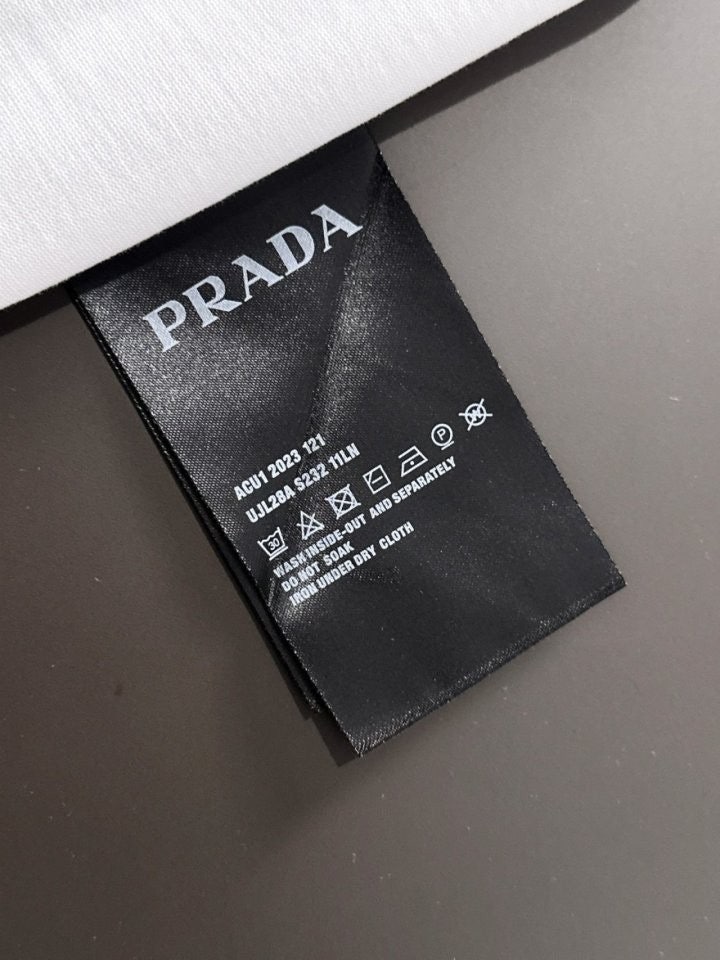 PRADA
ACU1 2023 121
UJL28A S232 11LN
30 P W
WASH INSIDE-OUT AND SEPARATELY
DO NOT SOAK
IRON UNDER DRY CLOTH